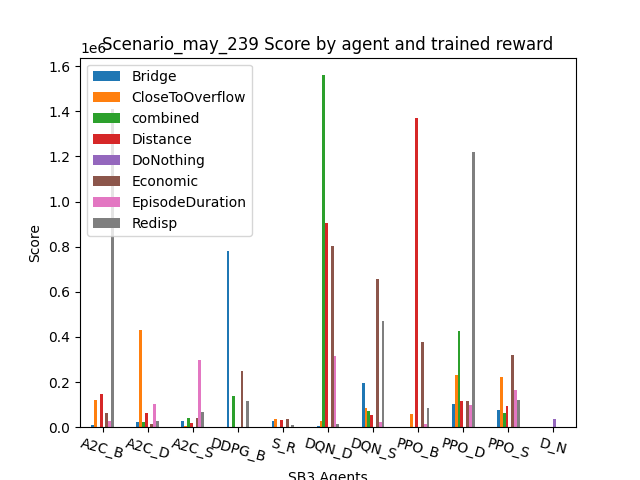 Scenario_may_239 Score by agent and trained reward
1e6
1.6
1.4
1.2
1.0
0.8
0.6
0.4
0.2
0.0
Score
Bridge
CloseToOverflow
combined
Distance
DoNothing
Economic
EpisodeDuration
Redisp
A2C_B
A2C_D
A2C_S
DDPG_B
S_R
DQN_D
DQN_S
PPO_B
PPO_D
PPO_S
D_N
SB3 Agents